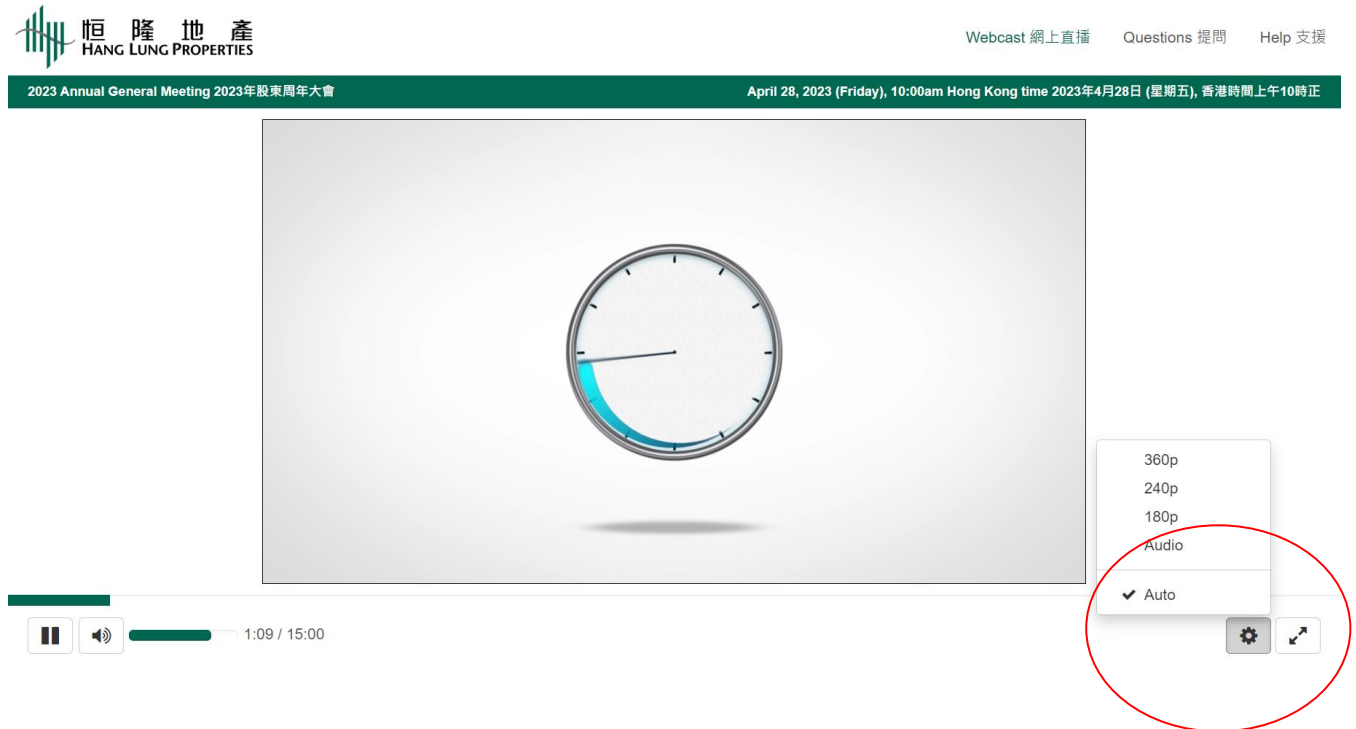 恒隆地產
HANG LUNG PROPERTIES
Webcast 網上直播 Questions 提問 Help 支援
2023 Annual General Meeting 2023年股東周年大會 April 28, 2023 (Friday), 10:00am Hong Kong time 2023年4月28日 (星期五), 香港時間上午10時正
360p
240p
180p
Audio
Auto
1:09 / 15:00